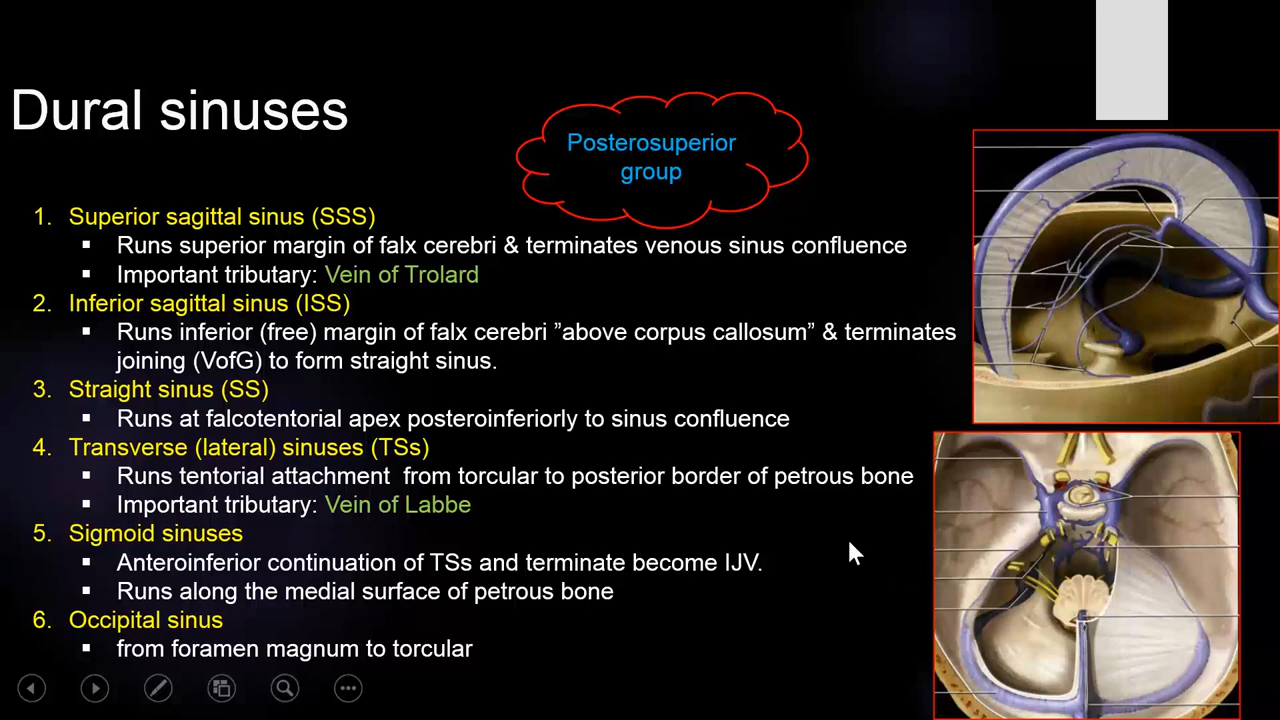 Dural sinuses
Posterosuperior
group
1. Superior sagittal sinus (SSS)
▪ Runs superior margin of falx cerebri & terminates venous sinus confluence
▪ Important tributary: Vein of Trolard
2. Inferior sagittal sinus (ISS)
▪ Runs inferior (free) margin of falx cerebri ”above corpus callosum” & terminates
joining (VofG) to form straight sinus.
3. Straight sinus (SS)
▪ Runs at falcotentorial apex posteroinferiorly to sinus confluence
4. Transverse (lateral) sinuses (TSs)
▪ Runs tentorial attachment from torcular to posterior border of petrous bone
▪ Important tributary: Vein of Labbe
5. Sigmoid sinuses
▪ Anteroinferior continuation of TSs and terminate become IJV.
▪ Runs along the medial surface of petrous bone
6. Occipital sinus
▪ from foramen magnum to torcular